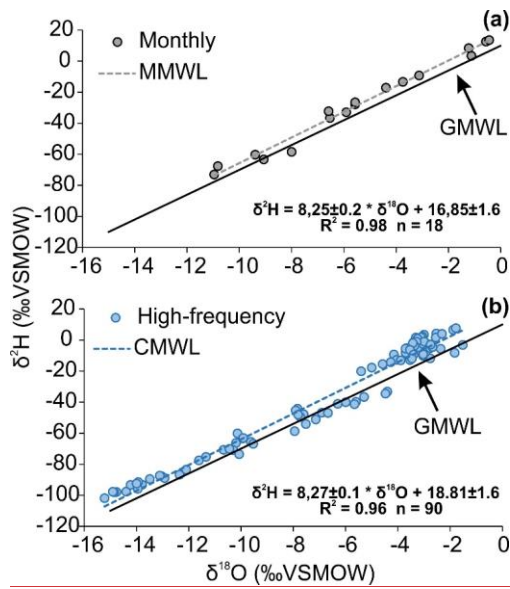 (a)
Monthly
MMWL
GMWL
δ²H = 8,25±0.2 * δ¹⁸O + 16,85±1.6
R² = 0.98 n = 18
20
0
-20
-40
-60
-80
-100
-120
-16 -14 -12 -10 -8 -6 -4 -2 0
δ²H (‰VSMOW)
(b)
High-frequency
CMWL
GMWL
δ²H = 8,27±0.1 * δ¹⁸O + 18.81±1.6
R² = 0.96 n = 90
20
0
-20
-40
-60
-80
-100
-120
-16 -14 -12 -10 -8 -6 -4 -2 0
δ¹⁸O (‰VSMOW)